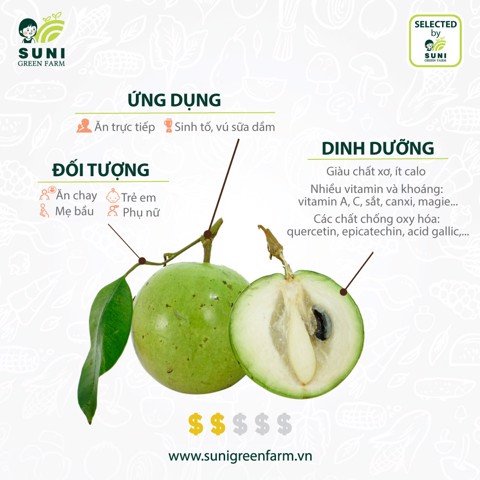 SUNI
GREEN FARM
SELECTED
by
SUNI
GREEN FARM
ỨNG DỤNG
Ăn trực tiếp
Sinh tố, vú sữa dầm
ĐỐI TƯỢNG
Ăn chay
Trẻ em
Mẹ bầu
Phụ nữ
DINH DƯỠNG
Giàu chất xơ, ít calo
Nhiều vitamin và khoáng:
vitamin A, C, sắt, canxi, magie...
Các chất chống oxy hóa:
quercetin, epicatechin, acid gallic,...
$ $ $ $ $
www.sunigreenfarm.vn